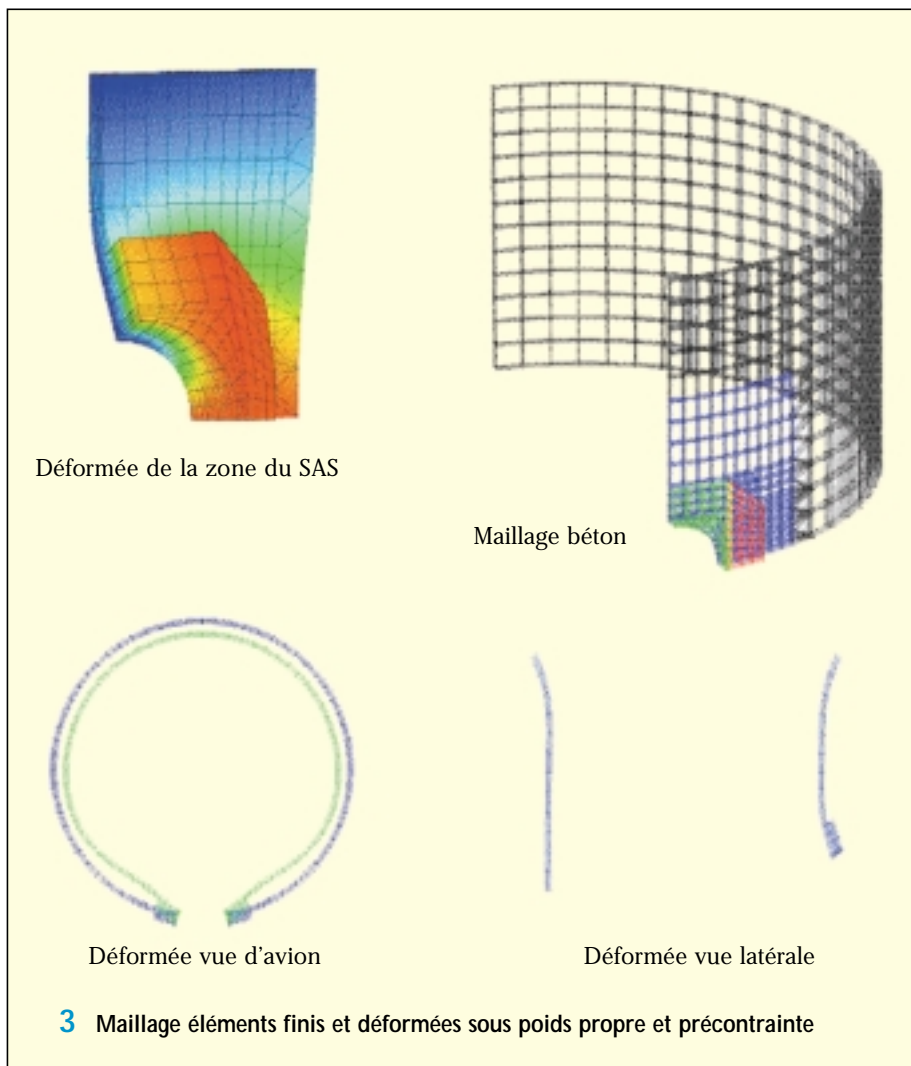 Déformée de la zone du SAS
Maillage béton
Déformée vue d'avion
Déformée vue latérale
3 Maillage éléments finis et déformées sous poids propre et précontrainte